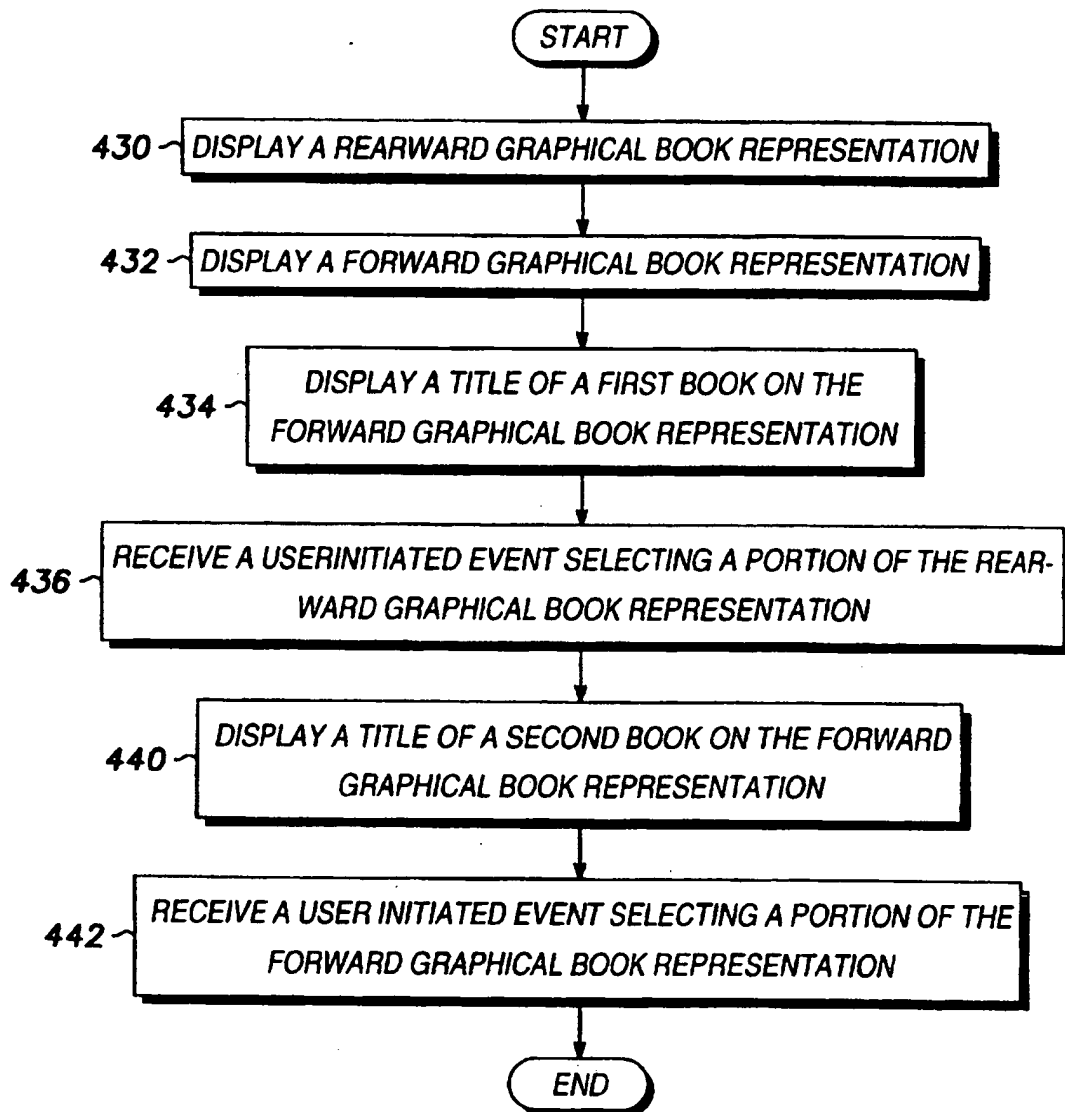 START
430 DISPLAY A REARWARD GRAPHICAL BOOK REPRESENTATION
432 DISPLAY A FORWARD GRAPHICAL BOOK REPRESENTATION
434 DISPLAY A TITLE OF A FIRST BOOK ON THE
FORWARD GRAPHICAL BOOK REPRESENTATION
436 RECEIVE A USERINITIATED EVENT SELECTING A PORTION OF THE REAR-
WARD GRAPHICAL BOOK REPRESENTATION
440 DISPLAY A TITLE OF A SECOND BOOK ON THE FORWARD
GRAPHICAL BOOK REPRESENTATION
442 RECEIVE A USER INITIATED EVENT SELECTING A PORTION OF THE
FORWARD GRAPHICAL BOOK REPRESENTATION
END